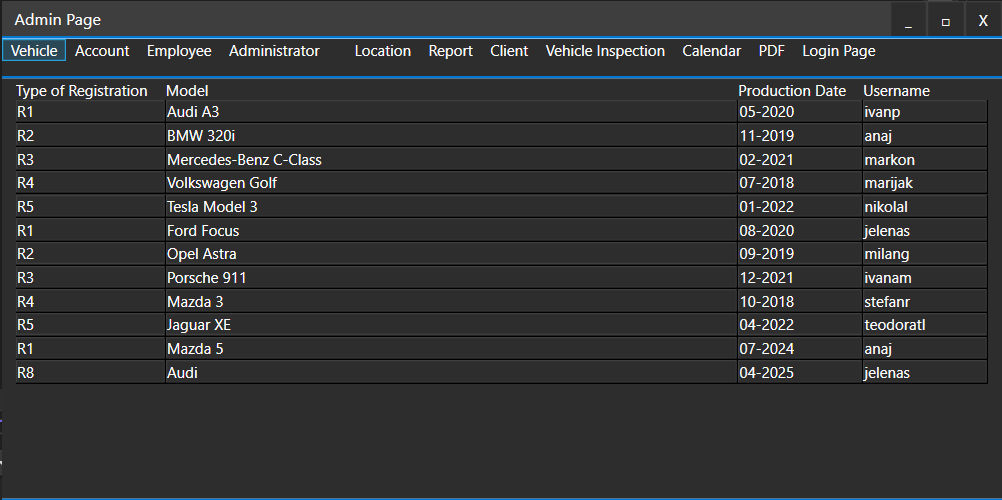 Admin Page
Vehicle Account Employee Administrator Location Report Client Vehicle Inspection Calendar PDF Login Page
Type of Registration Model Production Date Username
R1 Audi A3 05-2020 ivanp
R2 BMW 320i 11-2019 anaj
R3 Mercedes-Benz C-Class 02-2021 markon
R4 Volkswagen Golf 07-2018 marijak
R5 Tesla Model 3 01-2022 nikolal
R1 Ford Focus 08-2020 jelenas
R2 Opel Astra 09-2019 milang
R3 Porsche 911 12-2021 ivanam
R4 Mazda 3 10-2018 stefanr
R5 Jaguar XE 04-2022 teodoratl
R1 Mazda 5 07-2024 anaj
R8 Audi 04-2025 jelenas